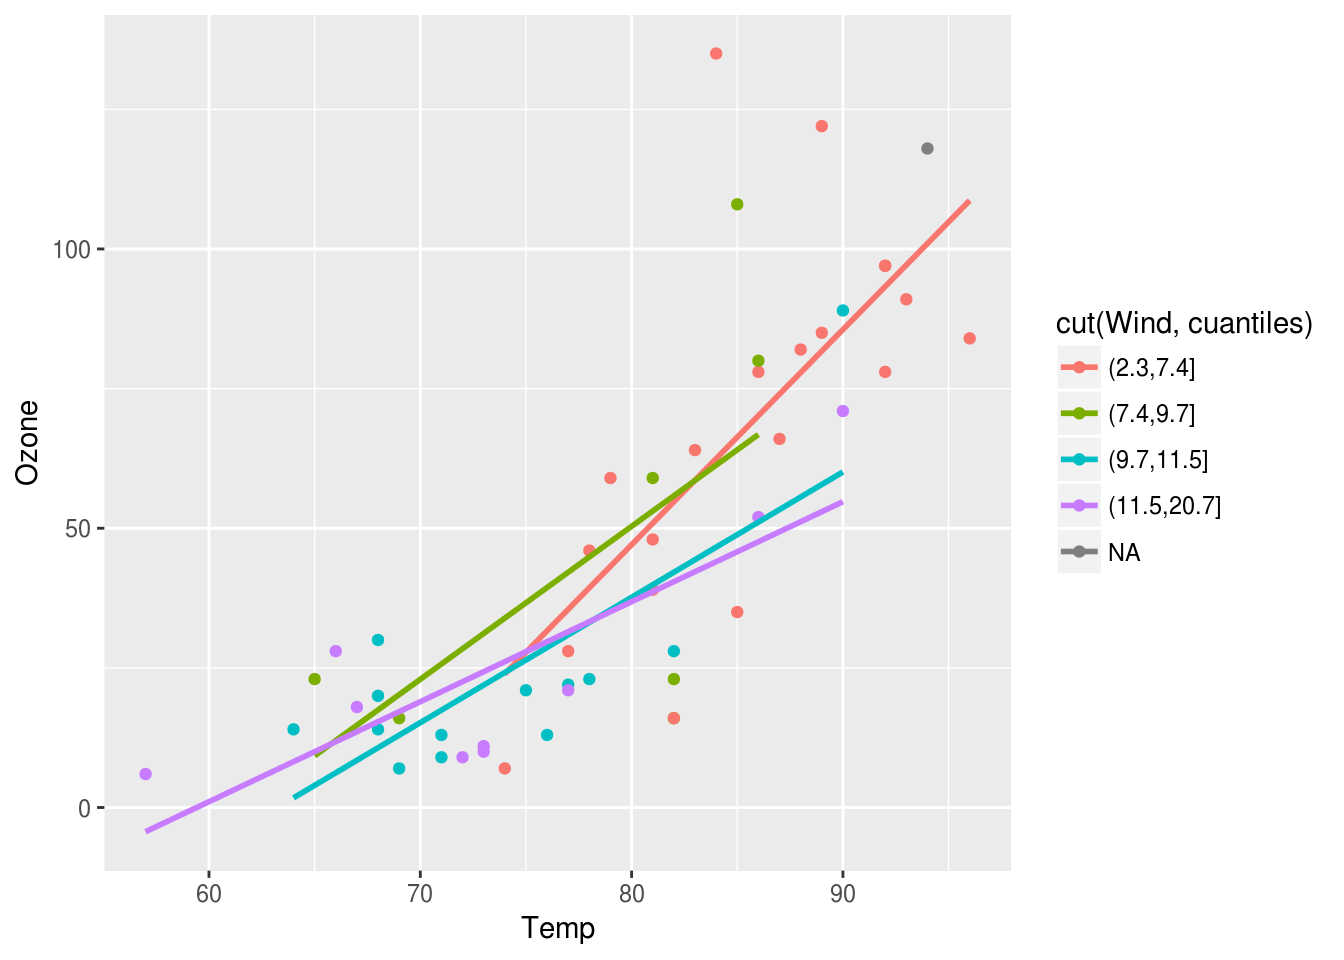 100
50
0
60
70
80
90
Temp
Ozone
cut(Wind, cuantiles)
(2.3,7.4]
(7.4,9.7]
(9.7,11.5]
(11.5,20.7]
NA